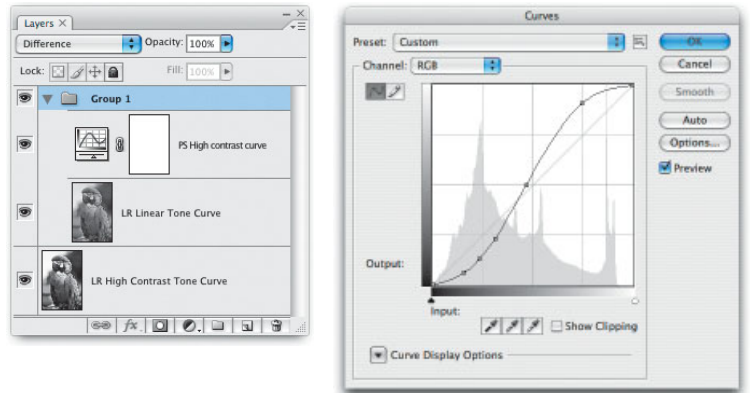 Layers ×
Difference Opacity: 100%
Lock: Fill: 100%
Group 1
PS High contrast curve
LR Linear Tone Curve
LR High Contrast Tone Curve
fx.
Curves
Preset: Custom
OK
Channel: RGB
Cancel
Smooth
Auto
Options...
Preview
Output:
Input:
Show Clipping
Curve Display Options